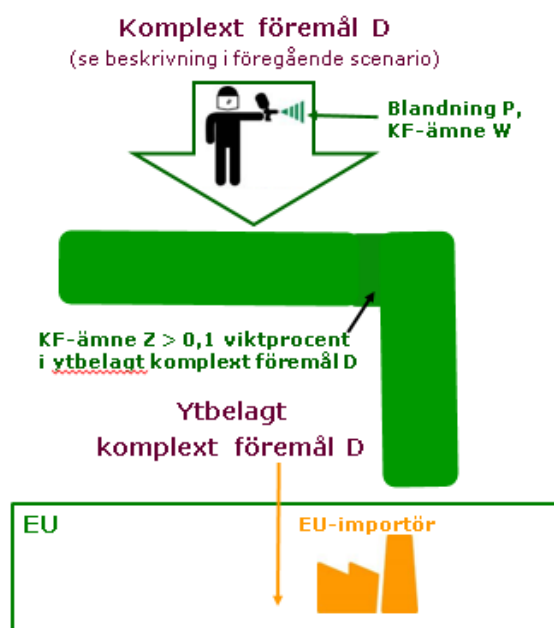 Komplext föremål D
(se beskrivning i föregående scenario)
Blandning P,
KF-ämne W
KF-ämne Z > 0,1 viktprocent
i ytbelagt komplext föremål D
Ytbelagt
komplext föremål D
EU
EU-importör